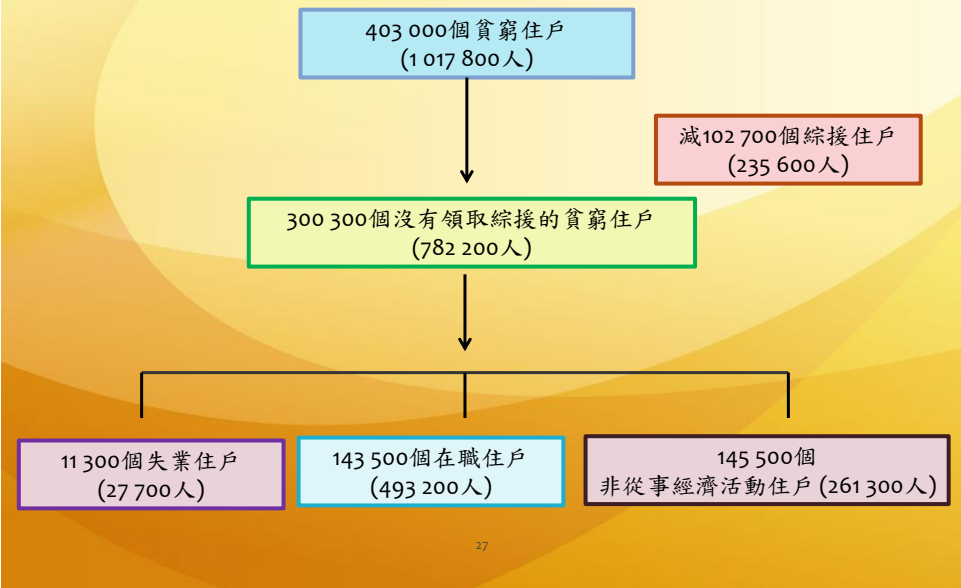 403 000個貧窮住戶
(1 017 800人)
減102 700個綜援住戶
(235 600人)
300 300個沒有領取綜援的貧窮住戶
(782 200人)
11 300個失業住戶
(27 700人)
143 500個在職住戶
(493 200人)
145 500個
非從事經濟活動住戶 (261 300人)
27